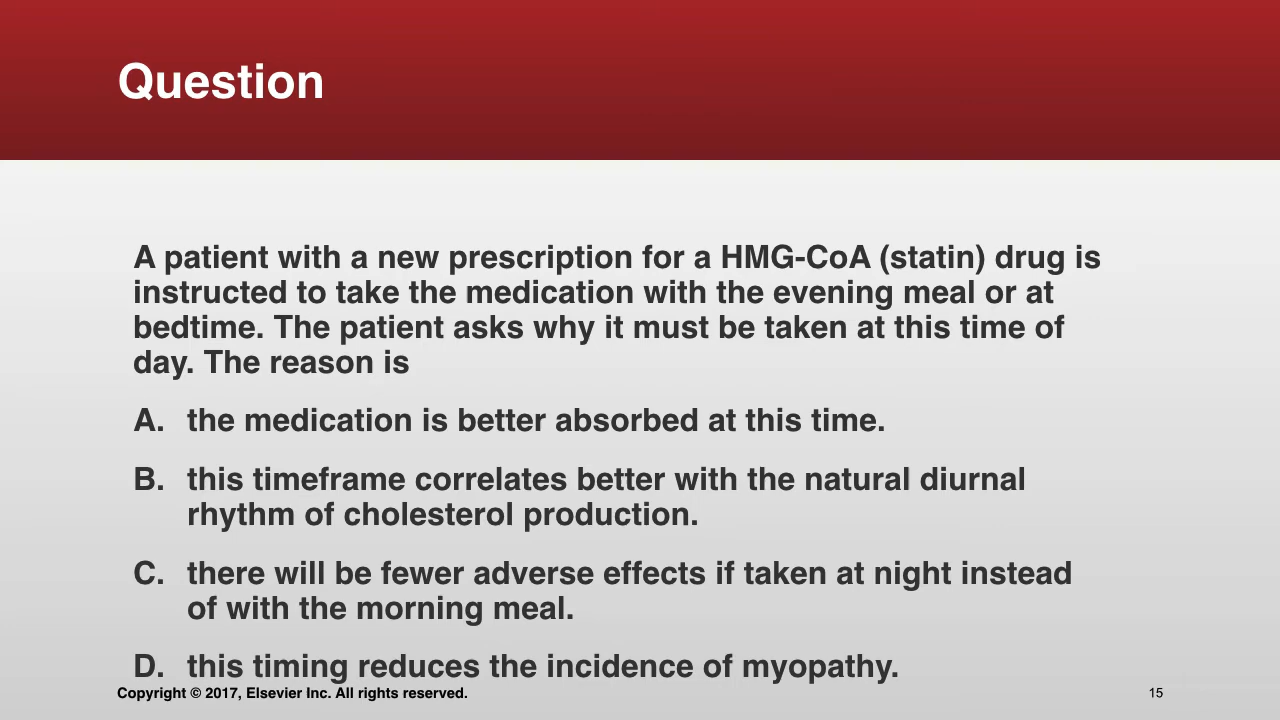 Question
A patient with a new prescription for a HMG-CoA (statin) drug is
instructed to take the medication with the evening meal or at
bedtime. The patient asks why it must be taken at this time of
day. The reason is
A. the medication is better absorbed at this time.
B. this timeframe correlates better with the natural diurnal
rhythm of cholesterol production.
C. there will be fewer adverse effects if taken at night instead
of with the morning meal.
D. this timing reduces the incidence of myopathy.
Copyright © 2017, Elsevier Inc. All rights reserved.
15